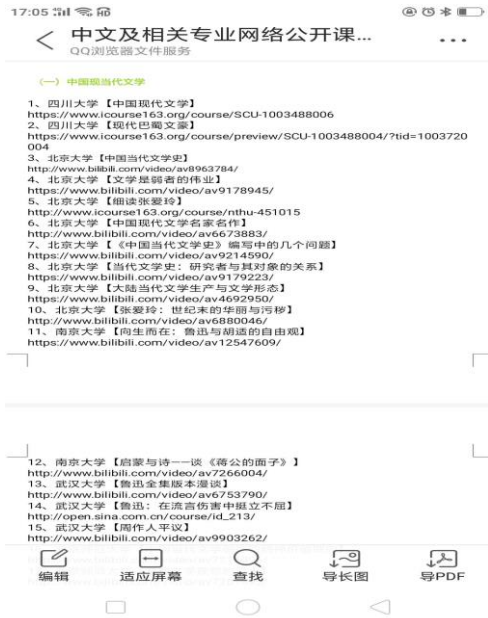 17:05
中文及相关专业网络公开课...
QQ浏览器文件服务
（一）中国现当代文学
1、四川大学【中国现代文学】
https://www.icourse163.org/course/SCU-1003488006
2、四川大学【现代巴蜀文豪】
https://www.icourse163.org/course/preview/SCU-1003488004/?tid=1003720
004
3、北京大学【中国当代文学史】
http://www.bilibili.com/video/av8963784/
4、北京大学【文学是弱者的伟业】
https://www.bilibili.com/video/av9178945/
5、北京大学【细读张爱玲】
http://www.icourse163.org/course/nthu-451015
6、北京大学【中国现代文学名家名作】
http://www.bilibili.com/video/av6673883/
7、北京大学【《中国当代文学史》编写中的几个问题】
https://www.bilibili.com/video/av9214590/
8、北京大学【当代文学史：研究者与其对象的关系】
https://www.bilibili.com/video/av9179223/
9、北京大学【大陆当代文学生产与文学形态】
https://www.bilibili.com/video/av4692950/
10、北京大学【张爱玲：世纪末的华丽与污秽】
http://www.bilibili.com/video/av6880046/
11、南京大学【向生而在：鲁迅与胡适的自由观】
https://www.bilibili.com/video/av12547609/
12、南京大学【启蒙与诗——谈《蒋公的面子》】
http://www.bilibili.com/video/av7266004/
13、武汉大学【鲁迅全集版本漫谈】
http://www.bilibili.com/video/av6753790/
14、武汉大学【鲁迅：在流言伤害中挺立不屈】
http://open.sina.com.cn/course/id_213/
15、武汉大学【周作人平议】
http://www.bilibili.com/video/av9903262/
编辑 适应屏幕 查找 导长图 导PDF